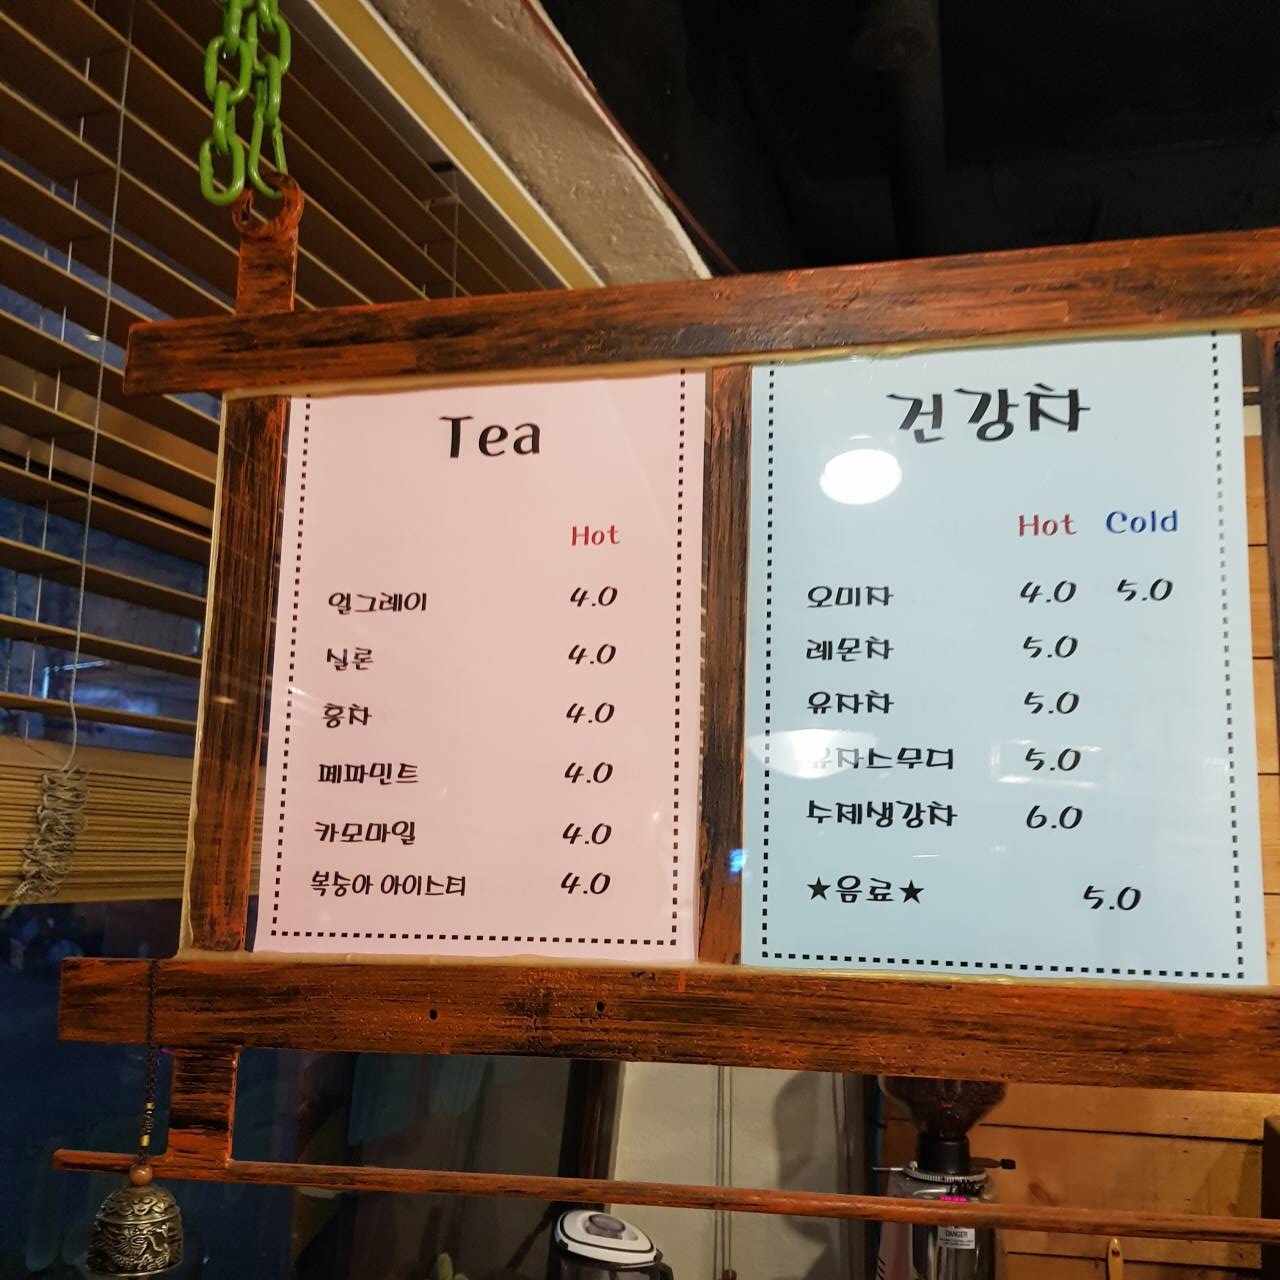 Tea
Hot
얼그레이 4.0
실론 4.0
홍차 4.0
페파민트 4.0
카모마일 4.0
복숭아 아이스티 4.0
건강차
Hot Cold
오미자 4.0 5.0
레몬차 5.0
유자차 5.0
유자스무디 5.0
수제생강차 6.0
★음료★ 5.0
DANGER